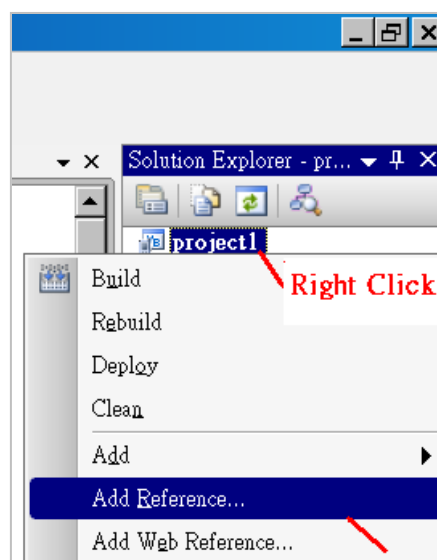 Solution Explorer - pr...
project1
Right Click
Build
Rebuild
Deploy
Clean
Add
Add Reference...
Add Web Reference...